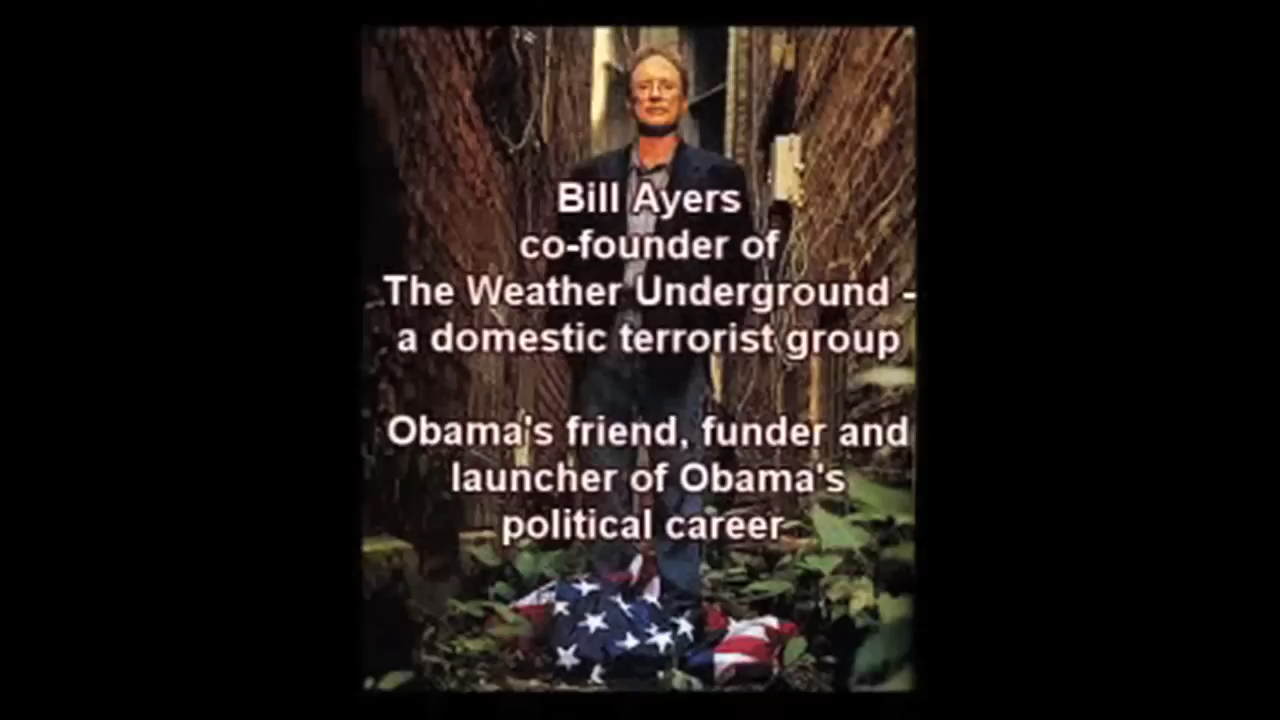 Bill Ayers
co-founder of
The Weather Underground -
a domestic terrorist group
Obama's friend, funder and
launcher of Obama's
political career